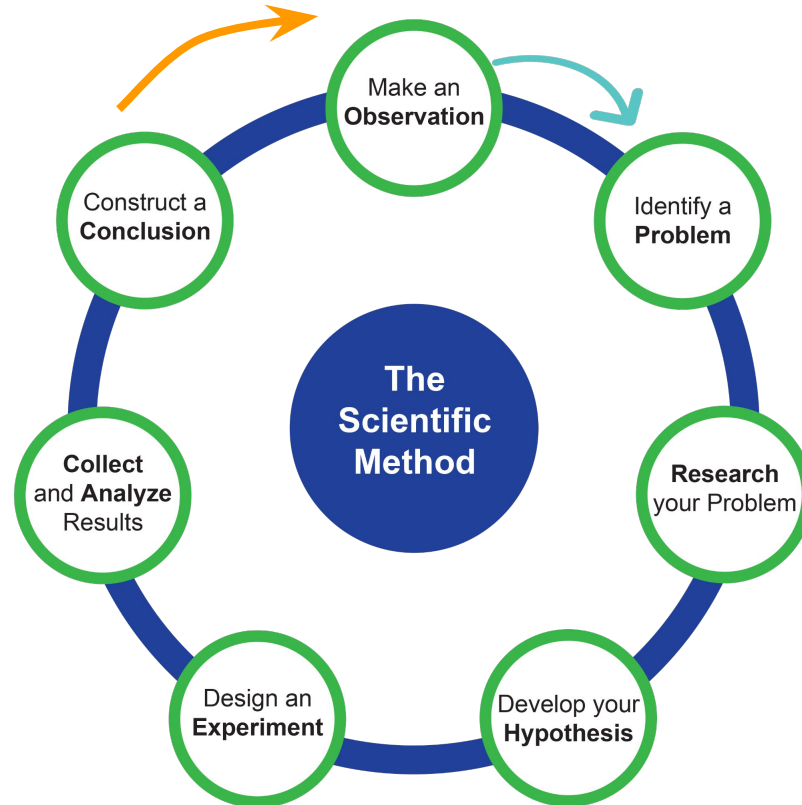 The
Scientific
Method
Make an
Observation
Identify a
Problem
Research
your Problem
Develop your
Hypothesis
Design an
Experiment
Collect
and Analyze
Results
Construct a
Conclusion